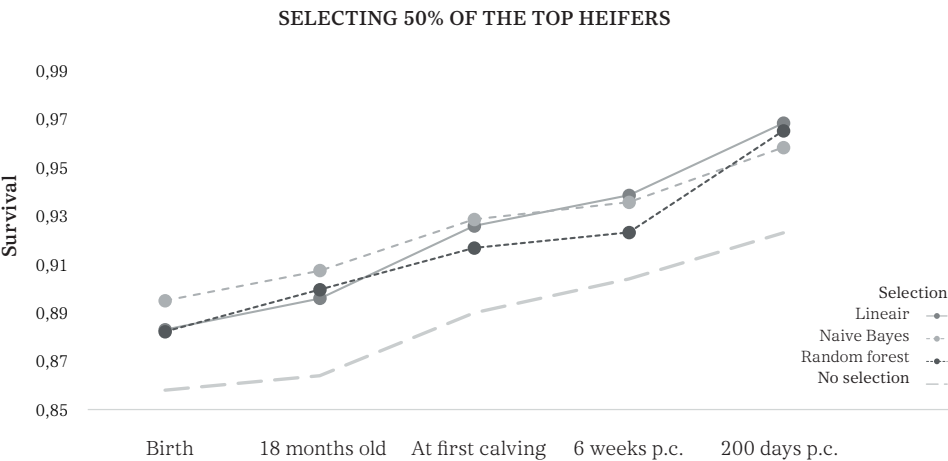 SELECTING 50% OF THE TOP HEIFERS
0,99
0,97
0,95
0,93
0,91
0,89
0,87
0,85
Survival
Selection
Lineair
Naive Bayes
Random forest
No selection
Birth
18 months old
At first calving
6 weeks p.c.
200 days p.c.